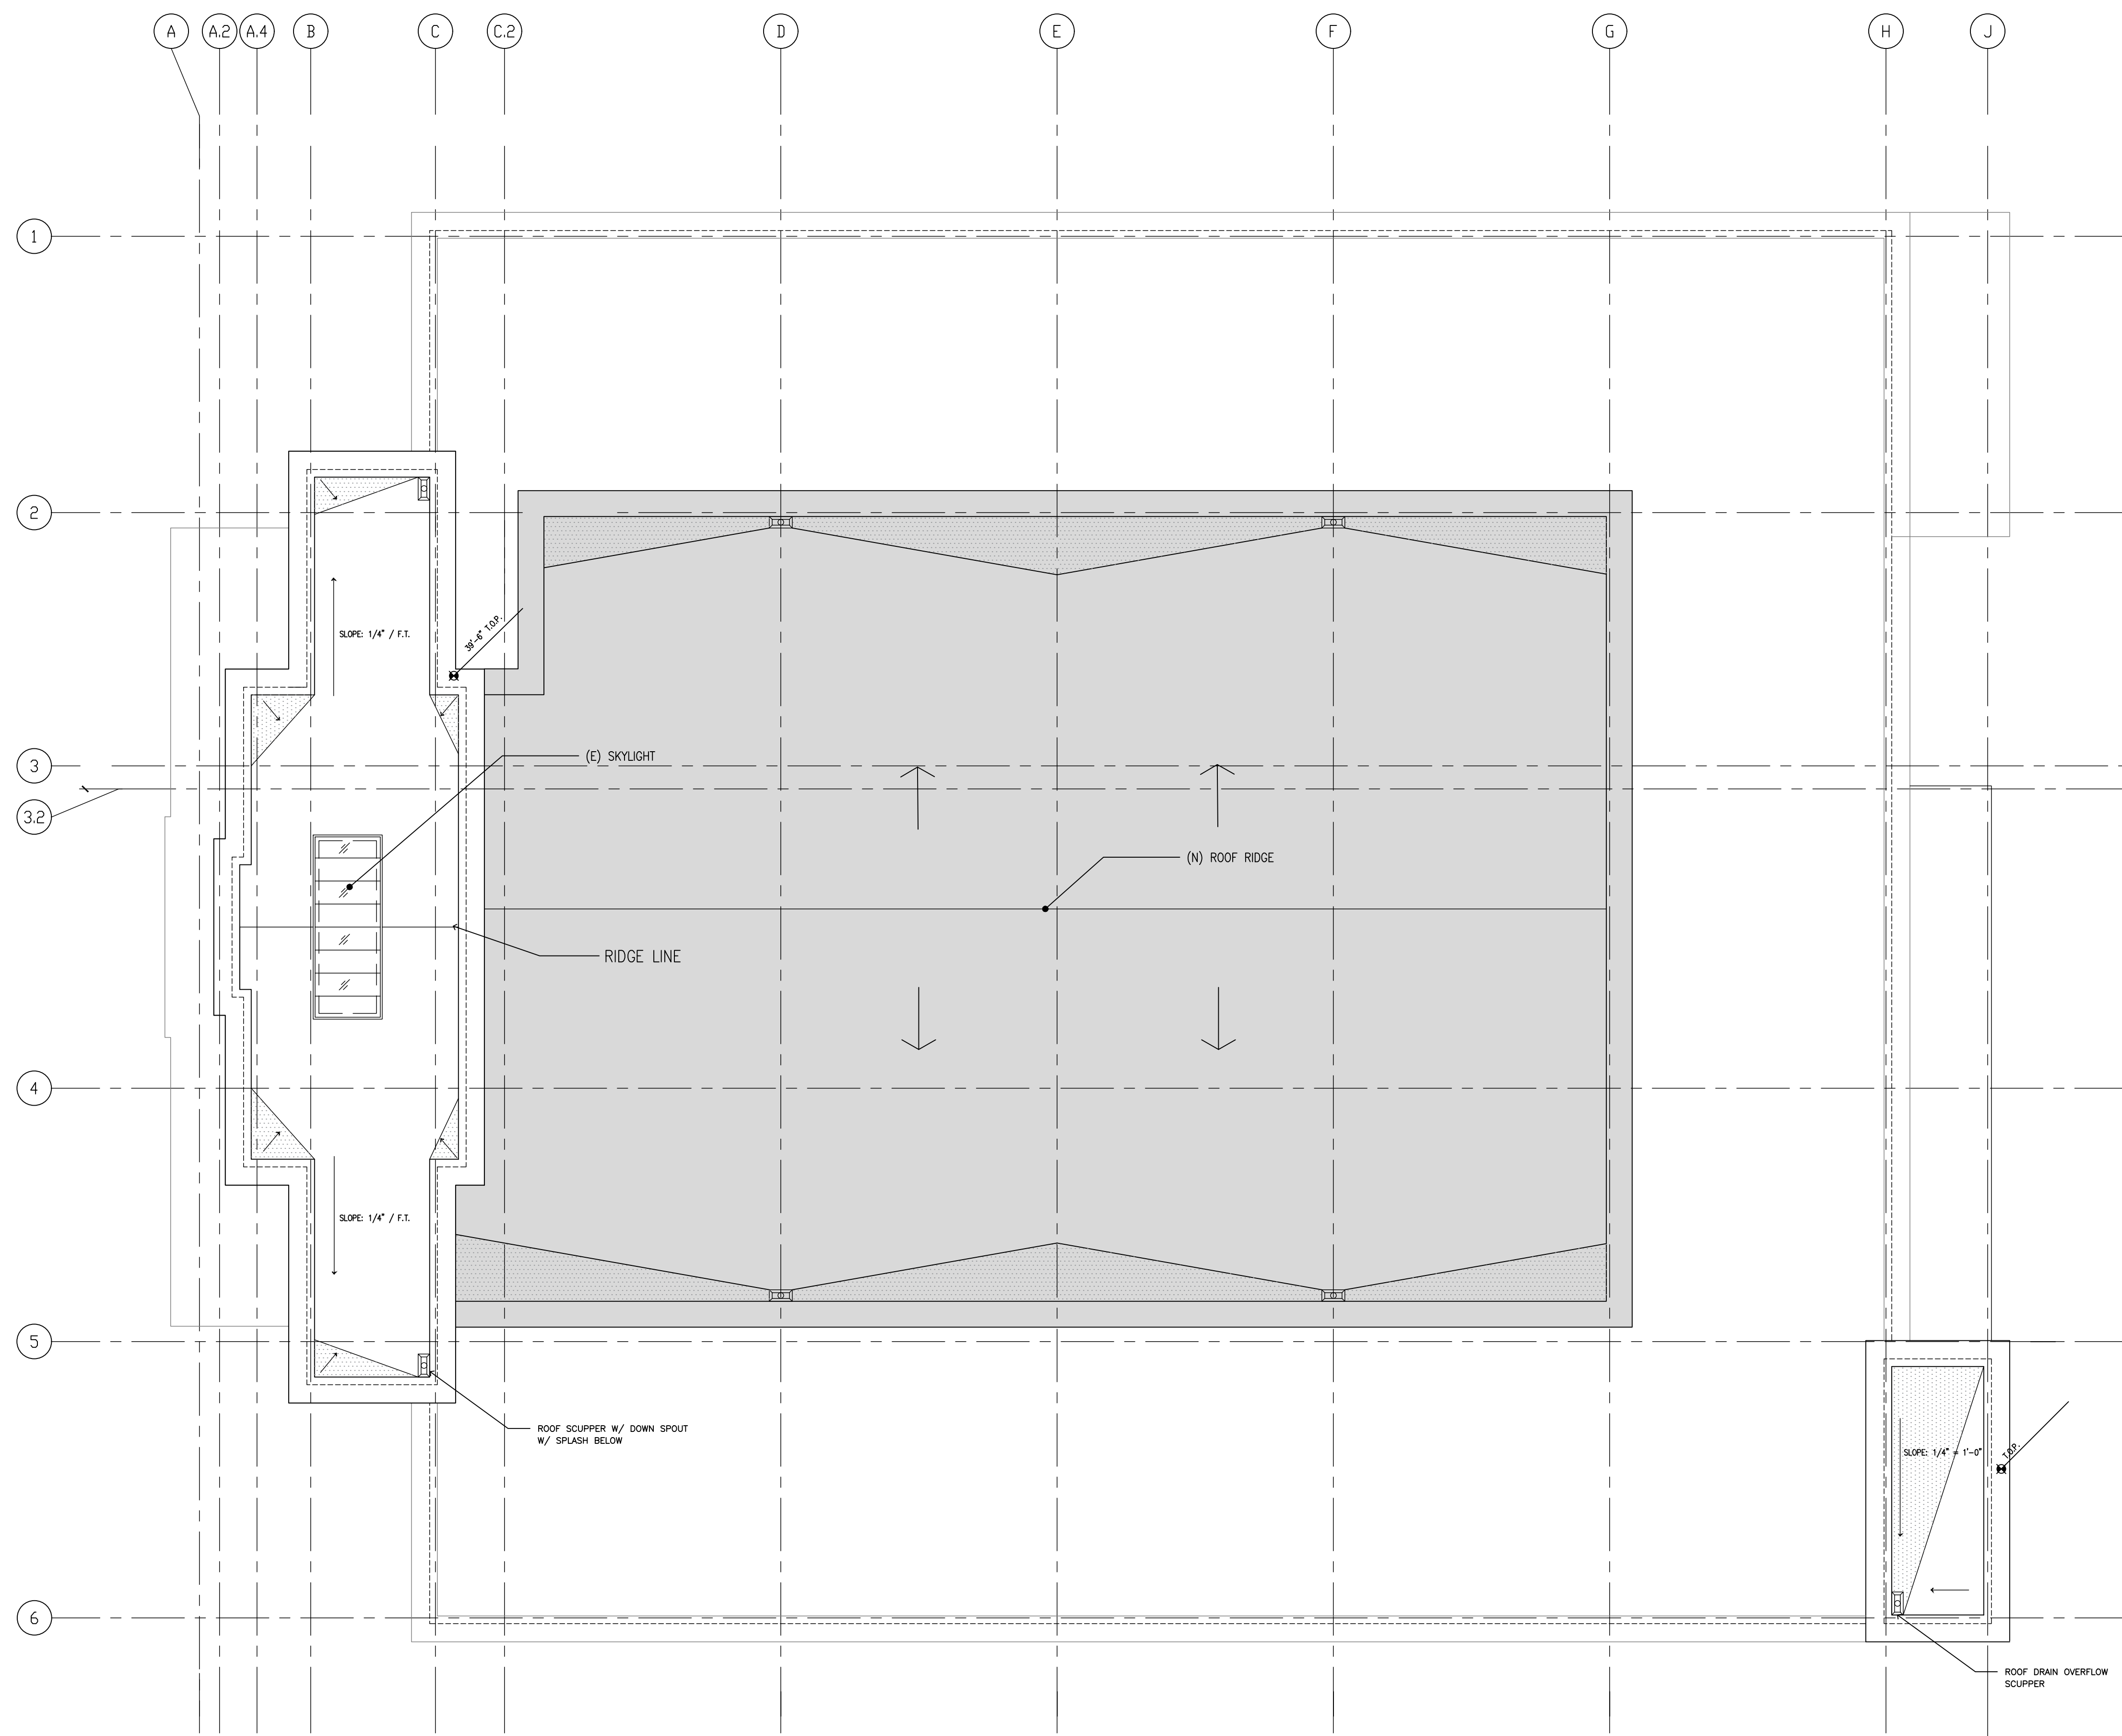 A A.2 A.4 B C C.2 D E F G H J
1
2
39'-6" T.O.P.
SLOPE: 1/4" / F.T.
(E) SKYLIGHT
3
3.2
(N) ROOF RIDGE
RIDGE LINE
4
SLOPE: 1/4" / F.T.
5
ROOF SCUPPER W/ DOWN SPOUT
W/ SPLASH BELOW
SLOPE: 1/4" = 1'-0"
T.O.P.
6
ROOF DRAIN OVERFLOW
SCUPPER